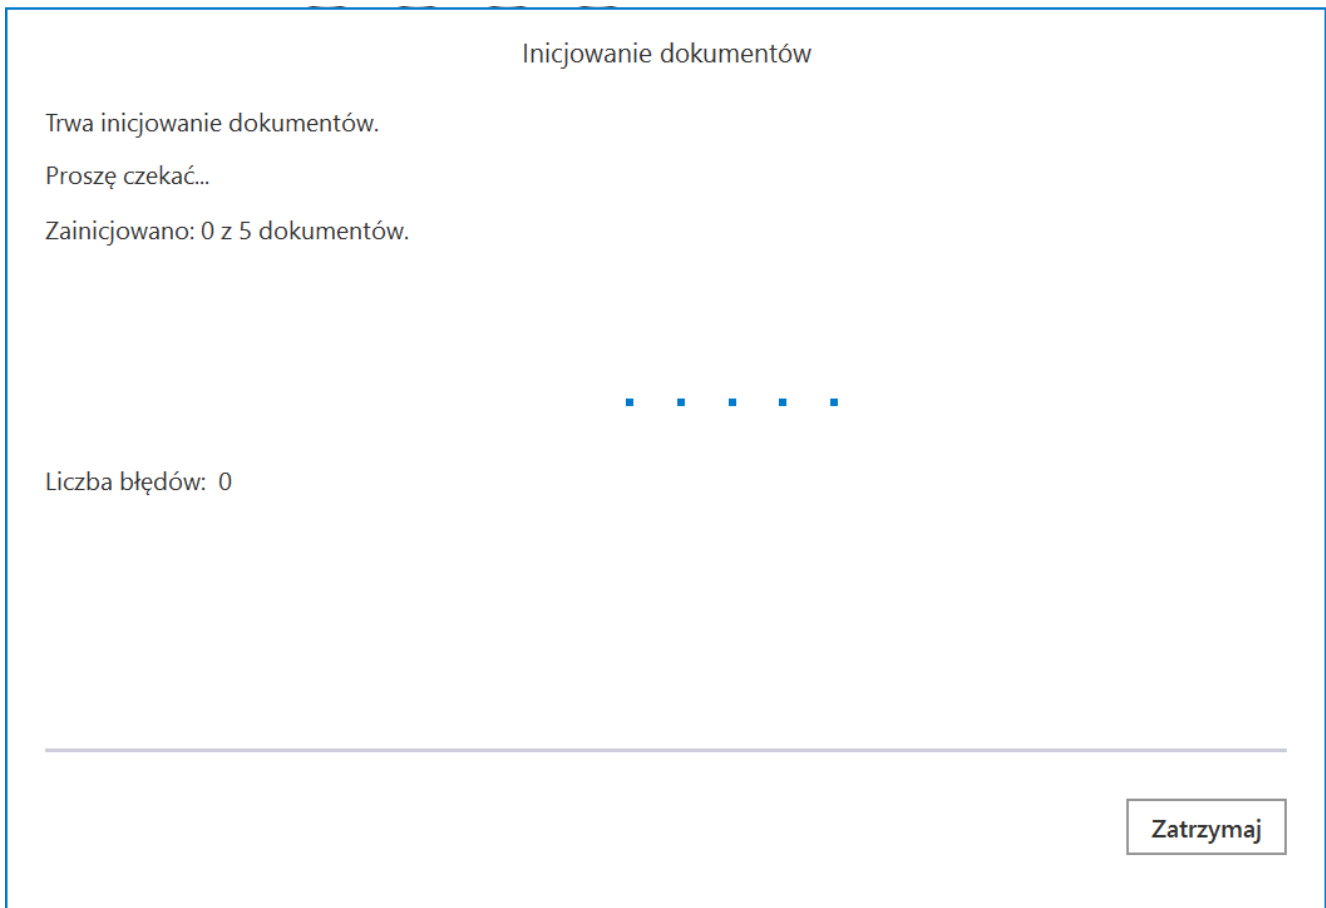 Inicjowanie dokumentów
Trwa inicjowanie dokumentów.
Proszę czekać...
Zainicjowano: 0 z 5 dokumentów.
Liczba błędów: 0
Zatrzymaj